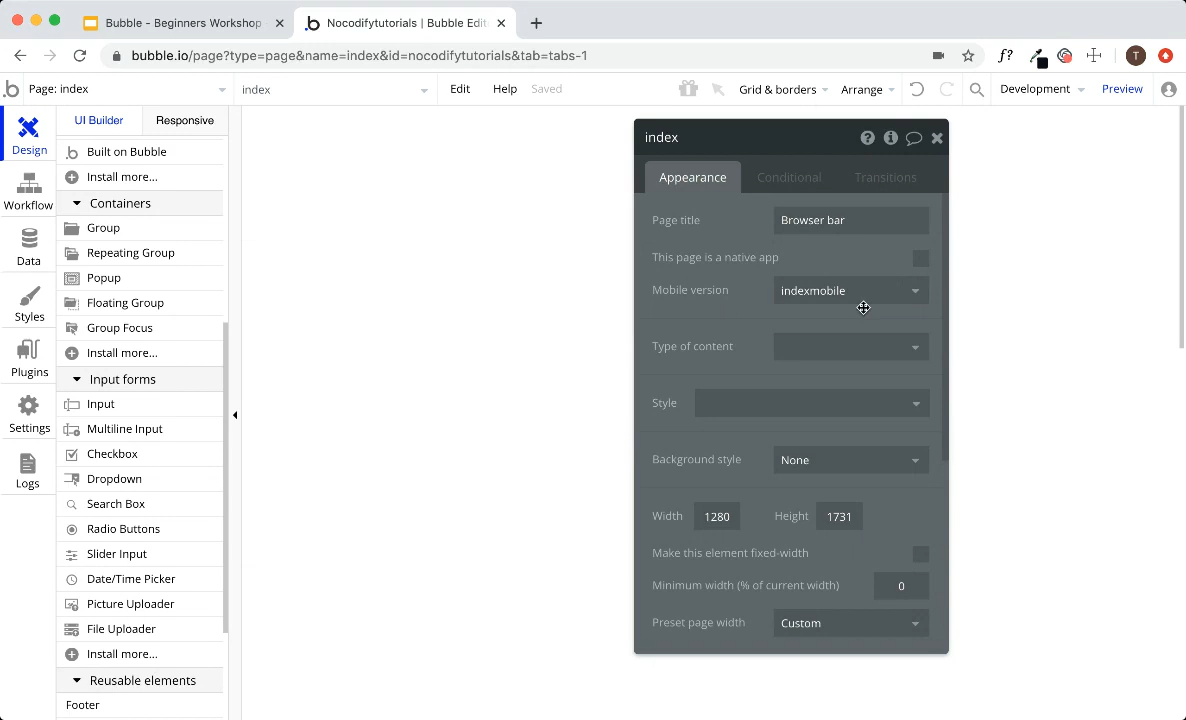 Bubble - Beginners Workshop
Nocodifytutorials | Bubble Edit
bubble.io/page?type=page&name=index&id=nocodifytutorials&tab=tabs-1
f?
T
Page: index
index
Edit
Help
Saved
Grid & borders
Arrange
Development
Preview
UI Builder
Responsive
Design
Workflow
Data
Styles
Plugins
Settings
Logs
Built on Bubble
Install more...
Containers
Group
Repeating Group
Popup
Floating Group
Group Focus
Install more...
Input forms
Input
Multiline Input
Checkbox
Dropdown
Search Box
Radio Buttons
Slider Input
Date/Time Picker
Picture Uploader
File Uploader
Install more...
Reusable elements
Footer
index
Appearance
Conditional
Transitions
Page title
Browser bar
This page is a native app
Mobile version
indexmobile
Type of content
Style
Background style
None
Width
1280
Height
1731
Make this element fixed-width
Minimum width (% of current width)
0
Preset page width
Custom